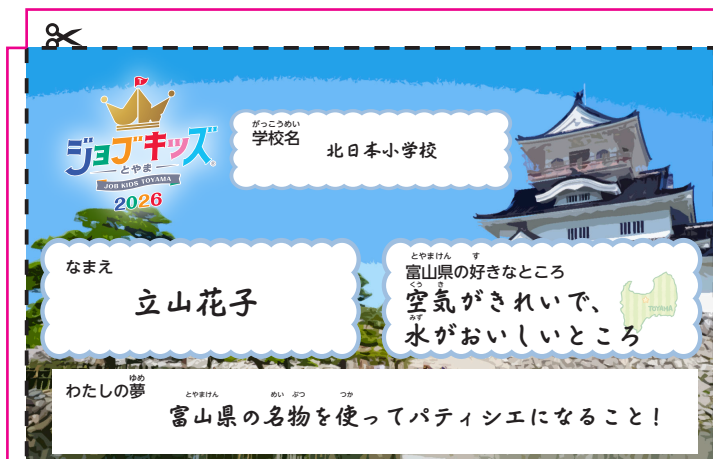 ジョブキッズ
とやま
JOB KIDS TOYAMA
2026
がっこうめい
学校名
北日本小学校
なまえ
立山花子
とやまけん す
富山県の好きなところ
くう き
空気がきれいで、
みず
水がおいしいところ
TOYAMA
ゆめ
わたしの夢
とやまけん めい ぶつ つか
富山県の名物を使ってパティシエになること！